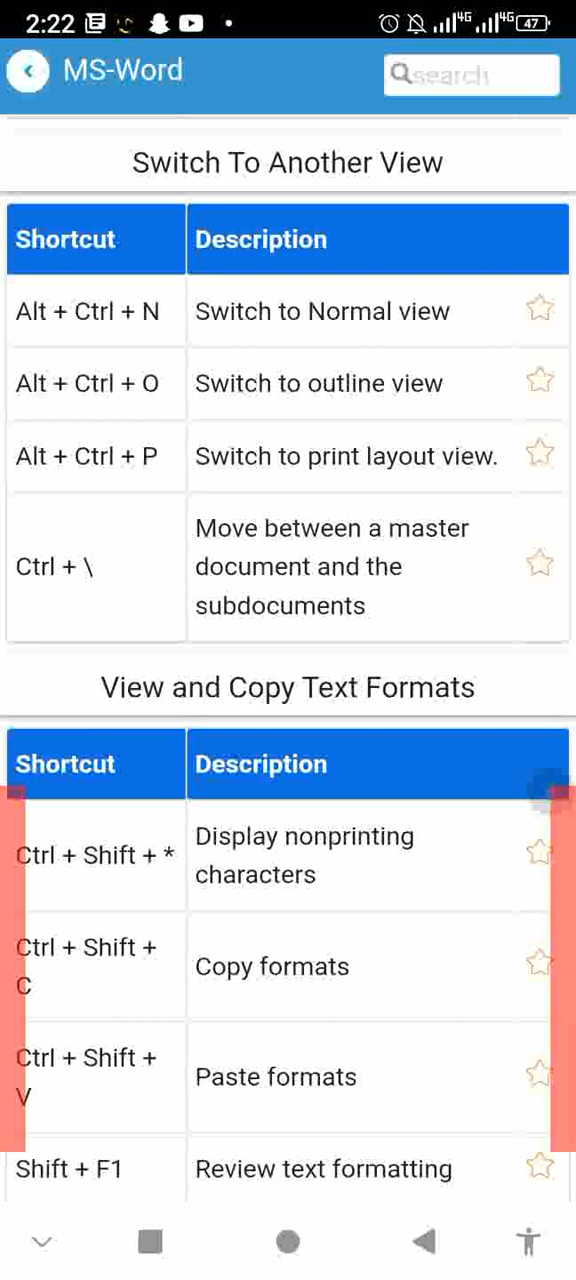 2:22 4G 4G 47
MS-Word search
Switch To Another View
Shortcut Description
Alt + Ctrl + N Switch to Normal view
Alt + Ctrl + O Switch to outline view
Alt + Ctrl + P Switch to print layout view.
Ctrl + \ Move between a master
document and the
subdocuments
View and Copy Text Formats
Shortcut Description
Ctrl + Shift + * Display nonprinting
characters
Ctrl + Shift +
C
Copy formats
Ctrl + Shift +
V
Paste formats
Shift + F1 Review text formatting